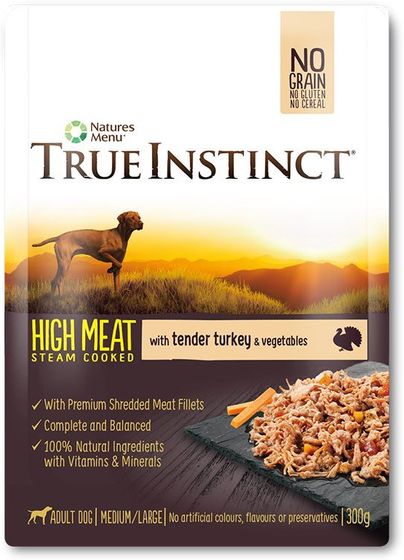 NO
GRAIN
NO GLUTEN
NO CEREAL
Natures
Menu
TRUE INSTINCT®
HIGH MEAT
STEAM COOKED
with tender turkey & vegetables
✓ With Premium Shredded Meat Fillets
✓ Complete and Balanced
✓ 100% Natural Ingredients
with Vitamins & Minerals
ADULT DOG | MEDIUM/LARGE | No artificial colours, flavours or preservatives | 300g